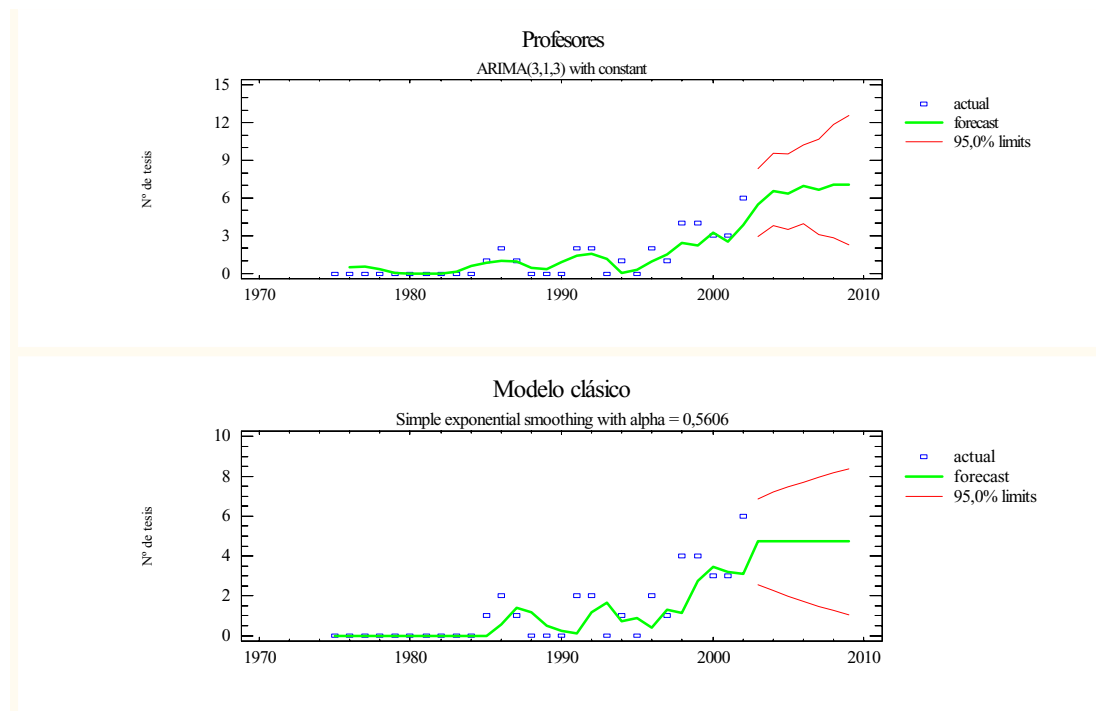 Profesores
ARIMA(3,1,3) with constant
15
12
9
6
3
0
Nº de tesis
1970
1980
1990
2000
2010
actual
forecast
95,0% limits
Modelo clásico
Simple exponential smoothing with alpha = 0,5606
10
8
6
4
2
0
Nº de tesis
1970
1980
1990
2000
2010
actual
forecast
95,0% limits